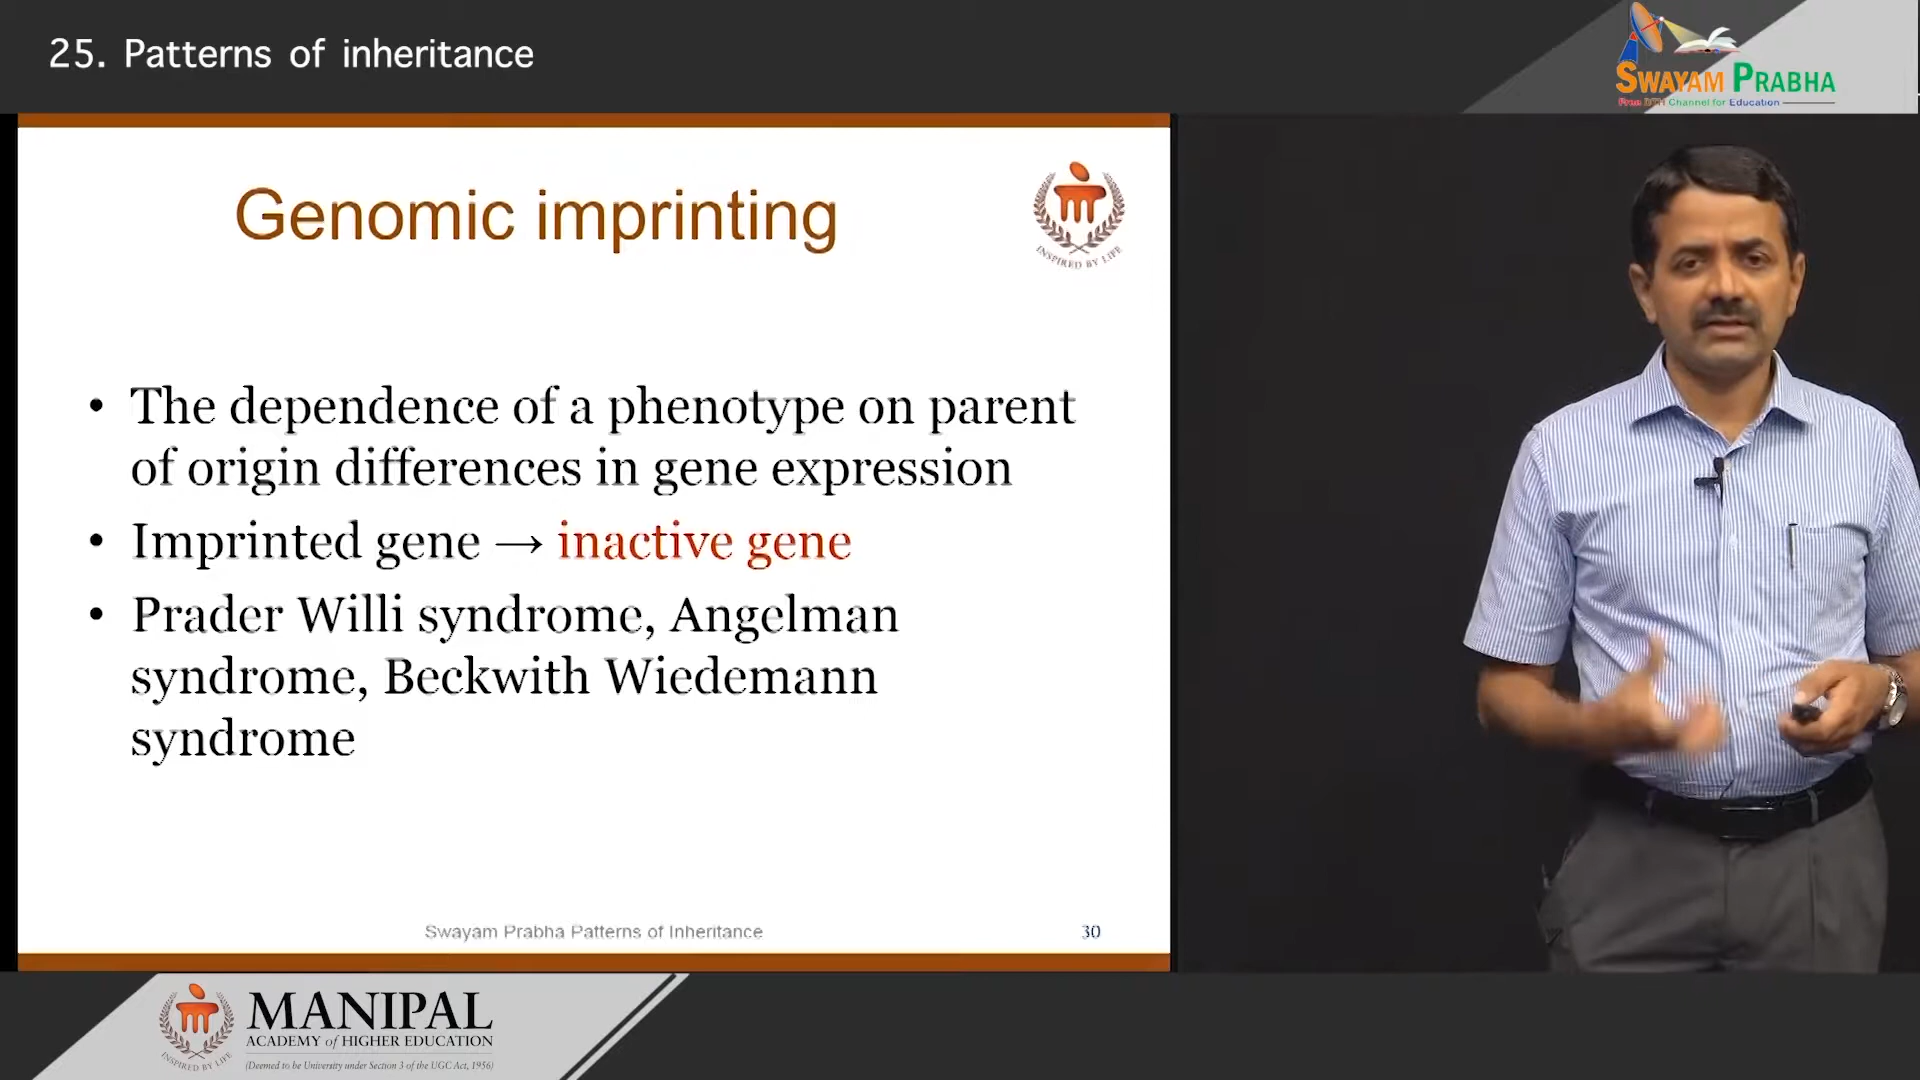 25. Patterns of inheritance
SWAYAM PRABHA
Free DTH Channel for Education
Genomic imprinting
INSPIRED BY LIFE
• The dependence of a phenotype on parent
of origin differences in gene expression
• Imprinted gene → inactive gene
• Prader Willi syndrome, Angelman
syndrome, Beckwith Wiedemann
syndrome
Swayam Prabha Patterns of Inheritance
30
INSPIRED BY LIFE
MANIPAL
ACADEMY of HIGHER EDUCATION
(Deemed to be University under Section 3 of the UGC Act, 1956)